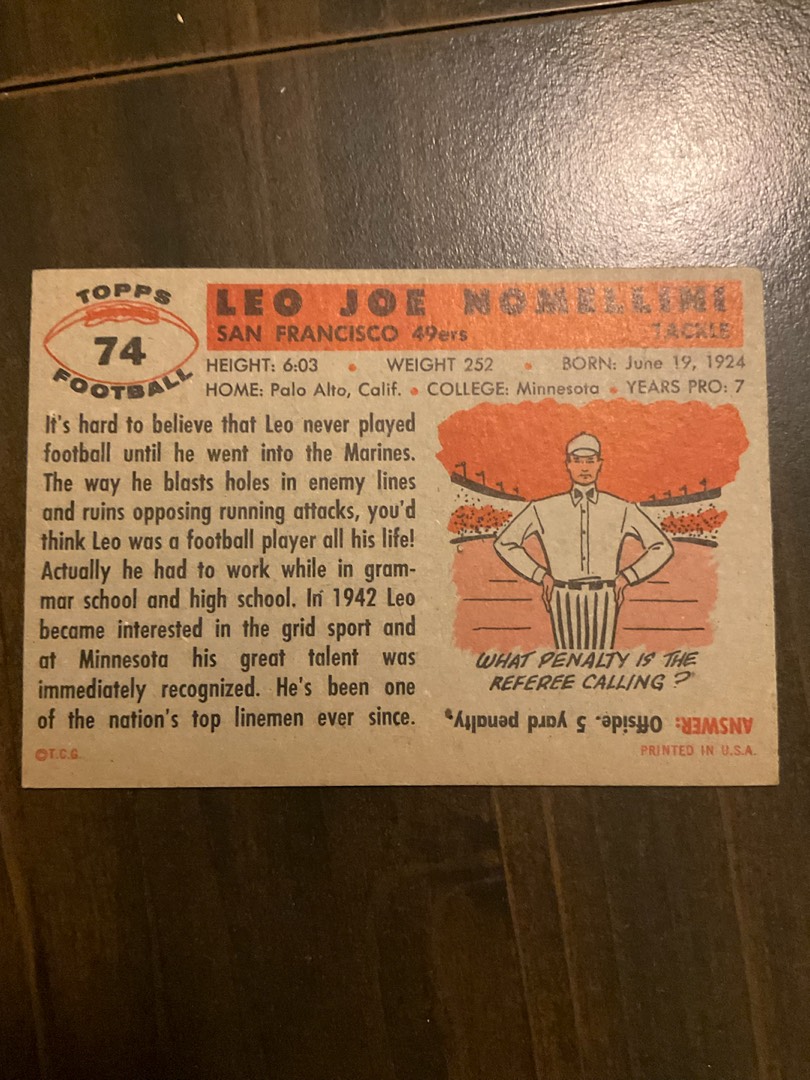 TOPPS
74
FOOTBALL
LEO JOE NOMELLINI
SAN FRANCISCO 49ers TACKLE
HEIGHT: 6:03 • WEIGHT 252 • BORN: June 19, 1924
HOME: Palo Alto, Calif. • COLLEGE: Minnesota • YEARS PRO: 7
It's hard to believe that Leo never played
football until he went into the Marines.
The way he blasts holes in enemy lines
and ruins opposing running attacks, you'd
think Leo was a football player all his life!
Actually he had to work while in gram-
mar school and high school. In 1942 Leo
became interested in the grid sport and
at Minnesota his great talent was
immediately recognized. He's been one
of the nation's top linemen ever since.
WHAT PENALTY IS THE
REFEREE CALLING?
ANSWER: Offside. 5 yard penalty.
©T.C.G.
PRINTED IN U.S.A.